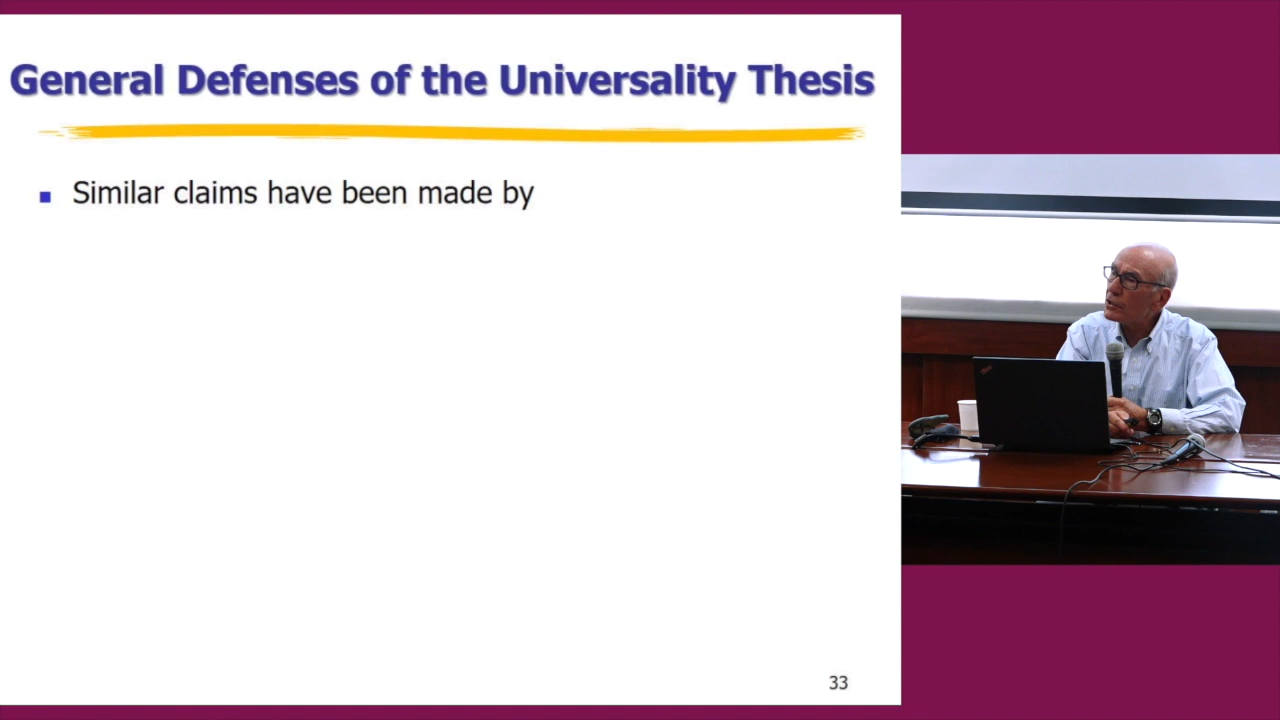 General Defenses of the Universality Thesis
Similar claims have been made by
33